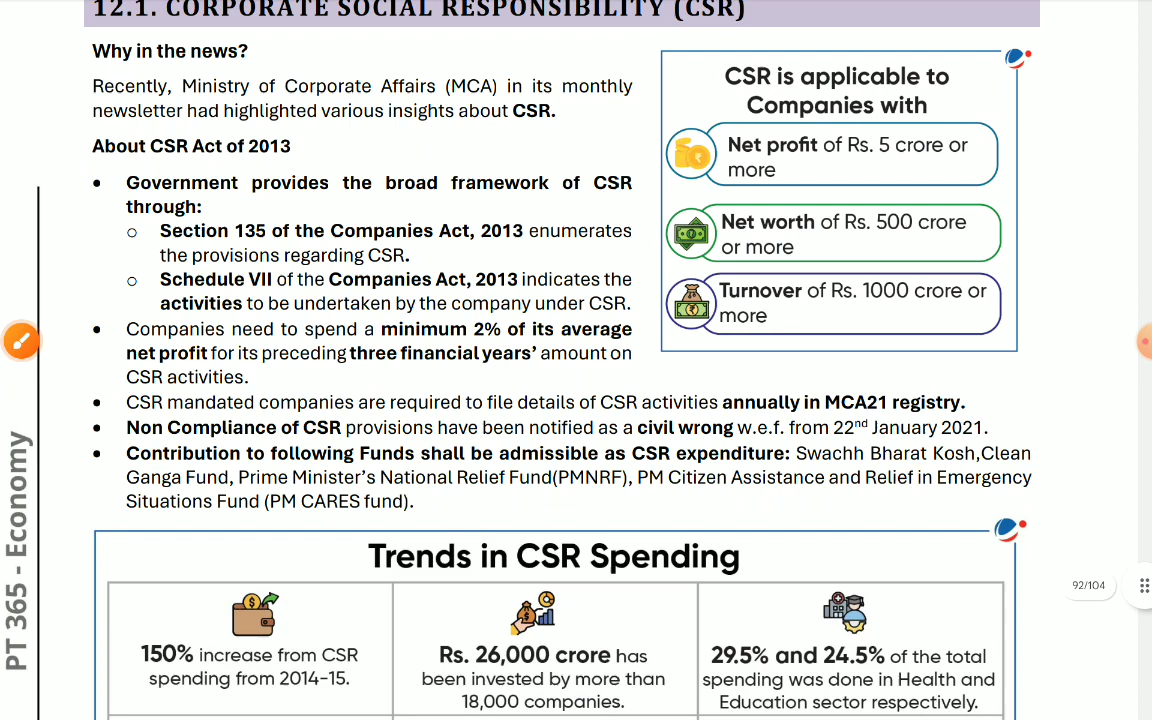 12.1. CORPORATE SOCIAL RESPONSIBILITY (CSR)
Why in the news?
Recently, Ministry of Corporate Affairs (MCA) in its monthly
newsletter had highlighted various insights about CSR.
About CSR Act of 2013
• Government provides the broad framework of CSR
through:
o Section 135 of the Companies Act, 2013 enumerates
the provisions regarding CSR.
o Schedule VII of the Companies Act, 2013 indicates the
activities to be undertaken by the company under CSR.
• Companies need to spend a minimum 2% of its average
net profit for its preceding three financial years’ amount on
CSR activities.
CSR is applicable to
Companies with
Net profit of Rs. 5 crore or
more
Net worth of Rs. 500 crore
or more
Turnover of Rs. 1000 crore or
more
• CSR mandated companies are required to file details of CSR activities annually in MCA21 registry.
• Non Compliance of CSR provisions have been notified as a civil wrong w.e.f. from 22nd January 2021.
• Contribution to following Funds shall be admissible as CSR expenditure: Swachh Bharat Kosh,Clean
Ganga Fund, Prime Minister’s National Relief Fund(PMNRF), PM Citizen Assistance and Relief in Emergency
Situations Fund (PM CARES fund).
Trends in CSR Spending
150% increase from CSR
spending from 2014-15.
Rs. 26,000 crore has
been invested by more than
18,000 companies.
29.5% and 24.5% of the total
spending was done in Health and
Education sector respectively.
PT 365 - Economy
92/104